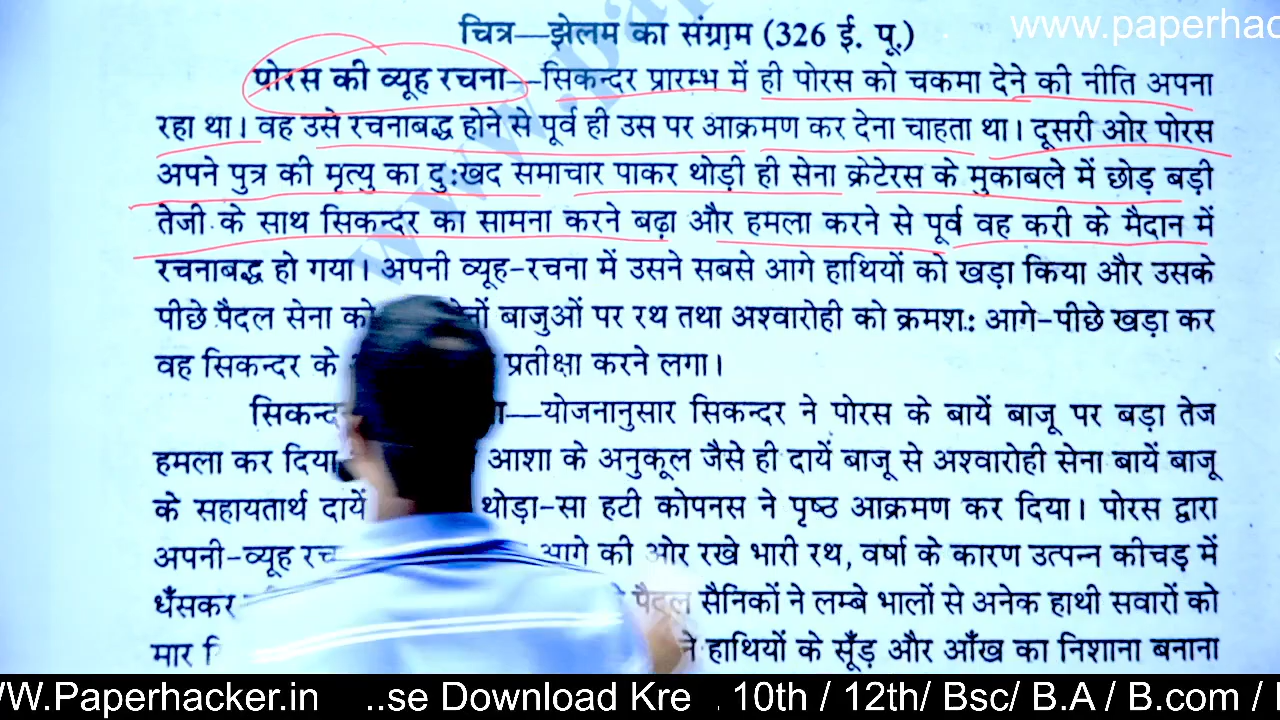 www.paperhacker
चित्र—झेलम का संग्राम (326 ई. पू.)
पोरस की व्यूह रचना—सिकन्दर प्रारम्भ में ही पोरस को चकमा देने की नीति अपना
रहा था। वह उसे रचनाबद्ध होने से पूर्व ही उस पर आक्रमण कर देना चाहता था। दूसरी ओर पोरस
अपने पुत्र की मृत्यु का दुःखद समाचार पाकर थोड़ी ही सेना क्रेटेरस के मुकाबले में छोड़ बड़ी
तेजी के साथ सिकन्दर का सामना करने बढ़ा और हमला करने से पूर्व वह करी के मैदान में
रचनाबद्ध हो गया। अपनी व्यूह-रचना में उसने सबसे आगे हाथियों को खड़ा किया और उसके
पीछे पैदल सेना को बाजुओं पर रथ तथा अश्वारोही को क्रमश: आगे-पीछे खड़ा कर
वह सिकन्दर के प्रतीक्षा करने लगा।
—योजनानुसार सिकन्दर ने पोरस के बायें बाजू पर बड़ा तेज
हमला कर दिया आशा के अनुकूल जैसे ही दायें बाजू से अश्वारोही सेना बायें बाजू
के सहायतार्थ दायें थोड़ा-सा हटी कोपनस ने पृष्ठ आक्रमण कर दिया। पोरस द्वारा
अपनी-व्यूह आगे की ओर रखे भारी रथ, वर्षा के कारण उत्पन्न कीचड़ में
धँसकर पैदल सैनिकों ने लम्बे भालों से अनेक हाथी सवारों को
मार हाथियों के सूँड़ और आँख का निशाना बनाना
W.Paperhacker.in ..se Download Kre . 10th / 12th/ Bsc/ B.A / B.com /